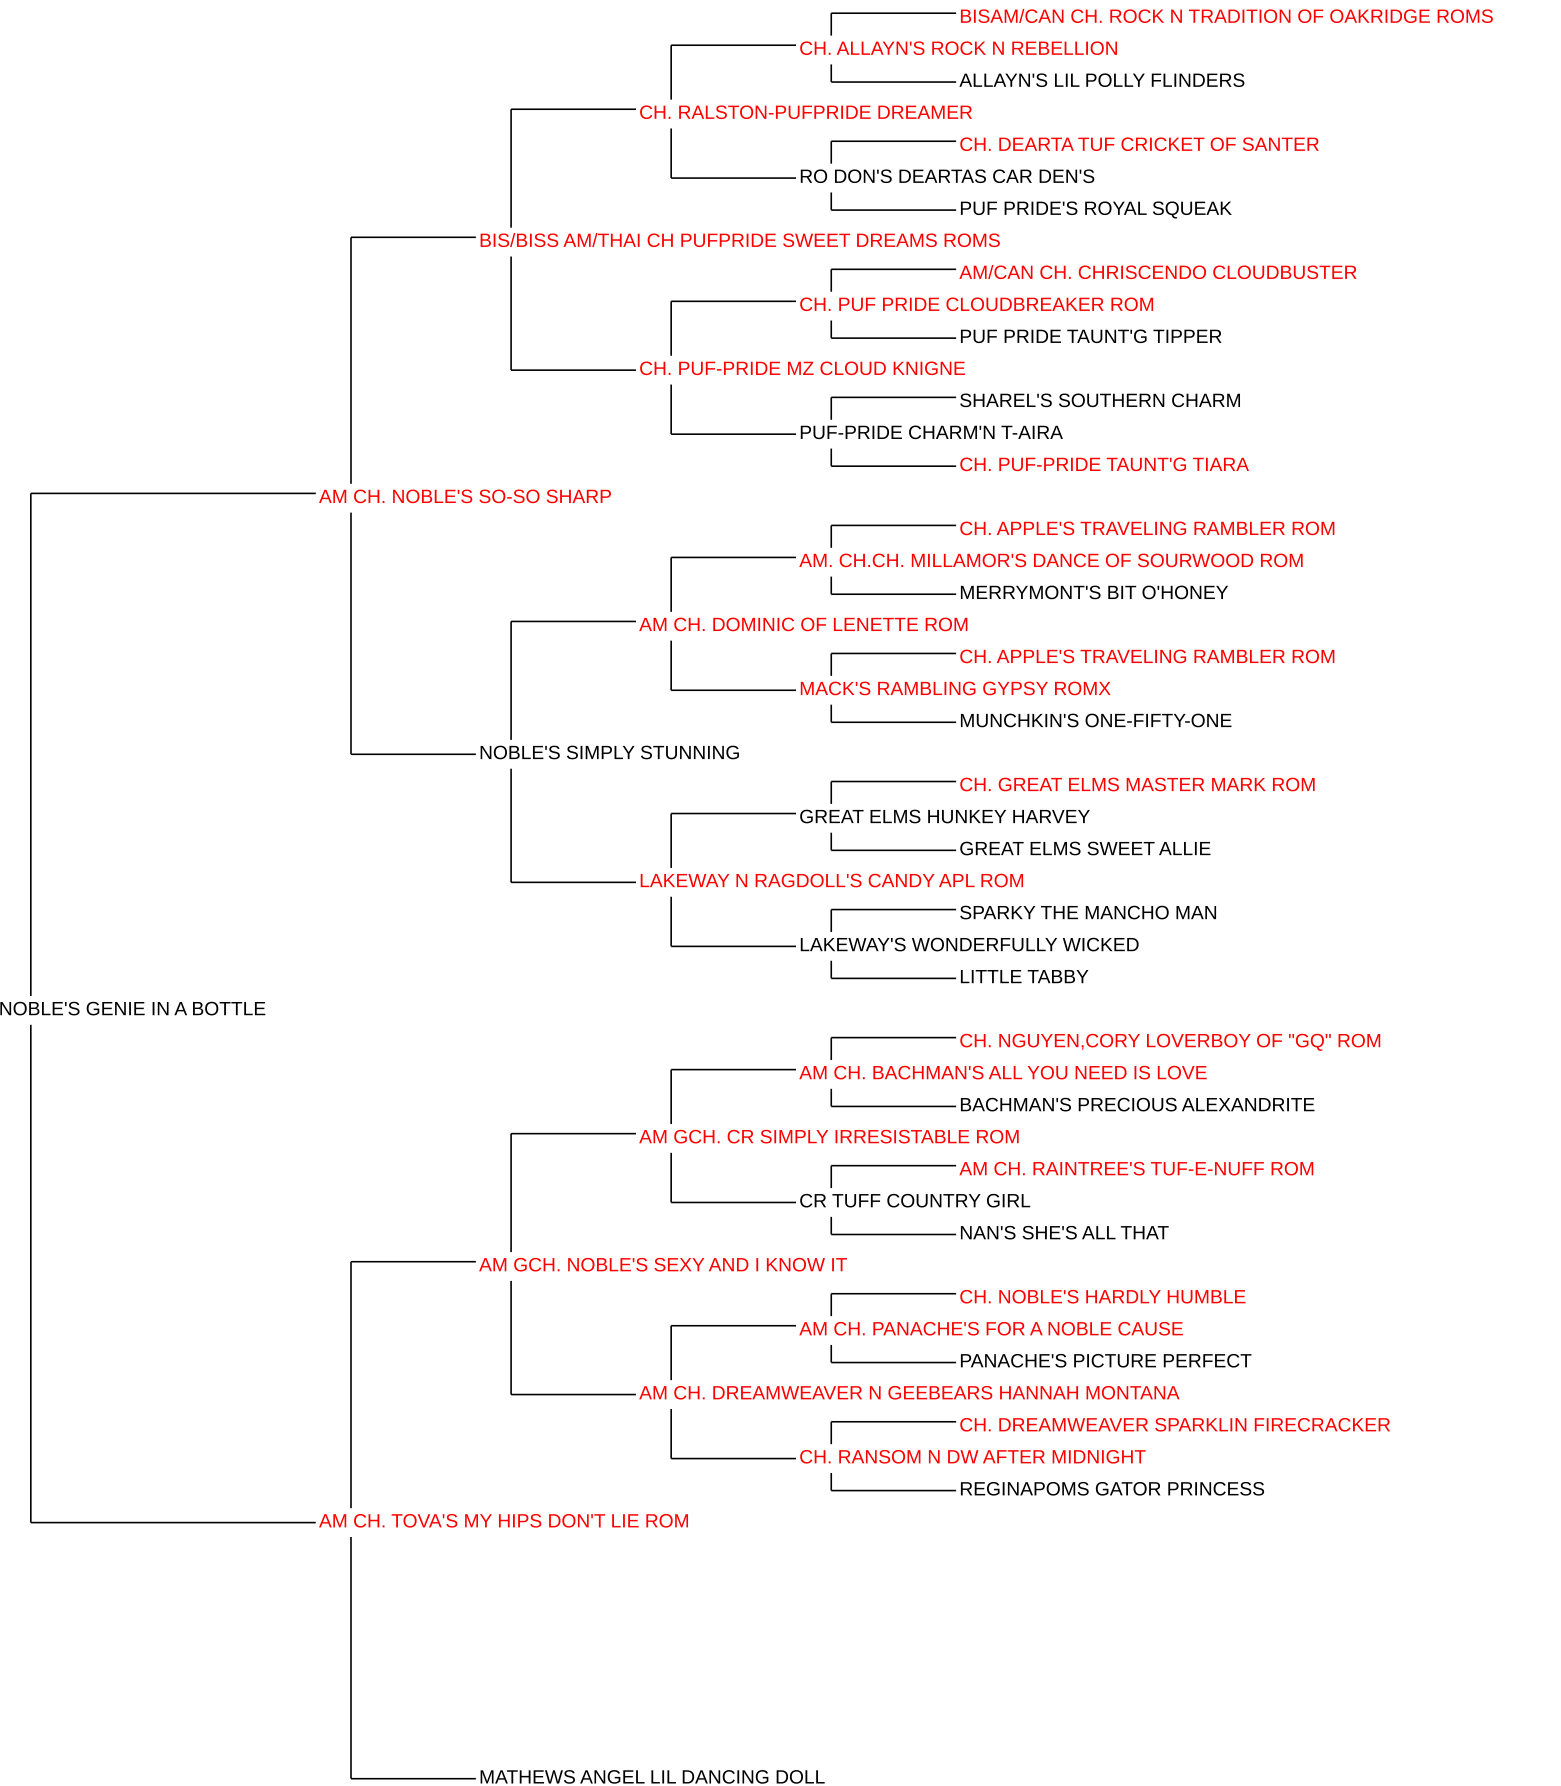 BISAM/CAN CH. ROCK N TRADITION OF OAKRIDGE ROMS
CH. ALLAYN'S ROCK N REBELLION
ALLAYN'S LIL POLLY FLINDERS
CH. RALSTON-PUFPRIDE DREAMER
CH. DEARTA TUF CRICKET OF SANTER
RO DON'S DEARTAS CAR DEN'S
PUF PRIDE'S ROYAL SQUEAK
BIS/BISS AM/THAI CH PUFPRIDE SWEET DREAMS ROMS
AM/CAN CH. CHRISCENDO CLOUDBUSTER
CH. PUF PRIDE CLOUDBREAKER ROM
PUF PRIDE TAUNT'G TIPPER
CH. PUF-PRIDE MZ CLOUD KNIGNE
SHAREL'S SOUTHERN CHARM
PUF-PRIDE CHARM'N T-AIRA
CH. PUF-PRIDE TAUNT'G TIARA
AM CH. NOBLE'S SO-SO SHARP
CH. APPLE'S TRAVELING RAMBLER ROM
AM. CH.CH. MILLAMOR'S DANCE OF SOURWOOD ROM
MERRYMONT'S BIT O'HONEY
AM CH. DOMINIC OF LENETTE ROM
CH. APPLE'S TRAVELING RAMBLER ROM
MACK'S RAMBLING GYPSY ROMX
MUNCHKIN'S ONE-FIFTY-ONE
NOBLE'S SIMPLY STUNNING
CH. GREAT ELMS MASTER MARK ROM
GREAT ELMS HUNKEY HARVEY
GREAT ELMS SWEET ALLIE
LAKEWAY N RAGDOLL'S CANDY APL ROM
SPARKY THE MANCHO MAN
LAKEWAY'S WONDERFULLY WICKED
LITTLE TABBY
NOBLE'S GENIE IN A BOTTLE
CH. NGUYEN,CORY LOVERBOY OF "GQ" ROM
AM CH. BACHMAN'S ALL YOU NEED IS LOVE
BACHMAN'S PRECIOUS ALEXANDRITE
AM GCH. CR SIMPLY IRRESISTABLE ROM
AM CH. RAINTREE'S TUF-E-NUFF ROM
CR TUFF COUNTRY GIRL
NAN'S SHE'S ALL THAT
AM GCH. NOBLE'S SEXY AND I KNOW IT
CH. NOBLE'S HARDLY HUMBLE
AM CH. PANACHE'S FOR A NOBLE CAUSE
PANACHE'S PICTURE PERFECT
AM CH. DREAMWEAVER N GEEBEARS HANNAH MONTANA
CH. DREAMWEAVER SPARKLIN FIRECRACKER
CH. RANSOM N DW AFTER MIDNIGHT
REGINAPOMS GATOR PRINCESS
AM CH. TOVA'S MY HIPS DON'T LIE ROM
MATHEWS ANGEL LIL DANCING DOLL